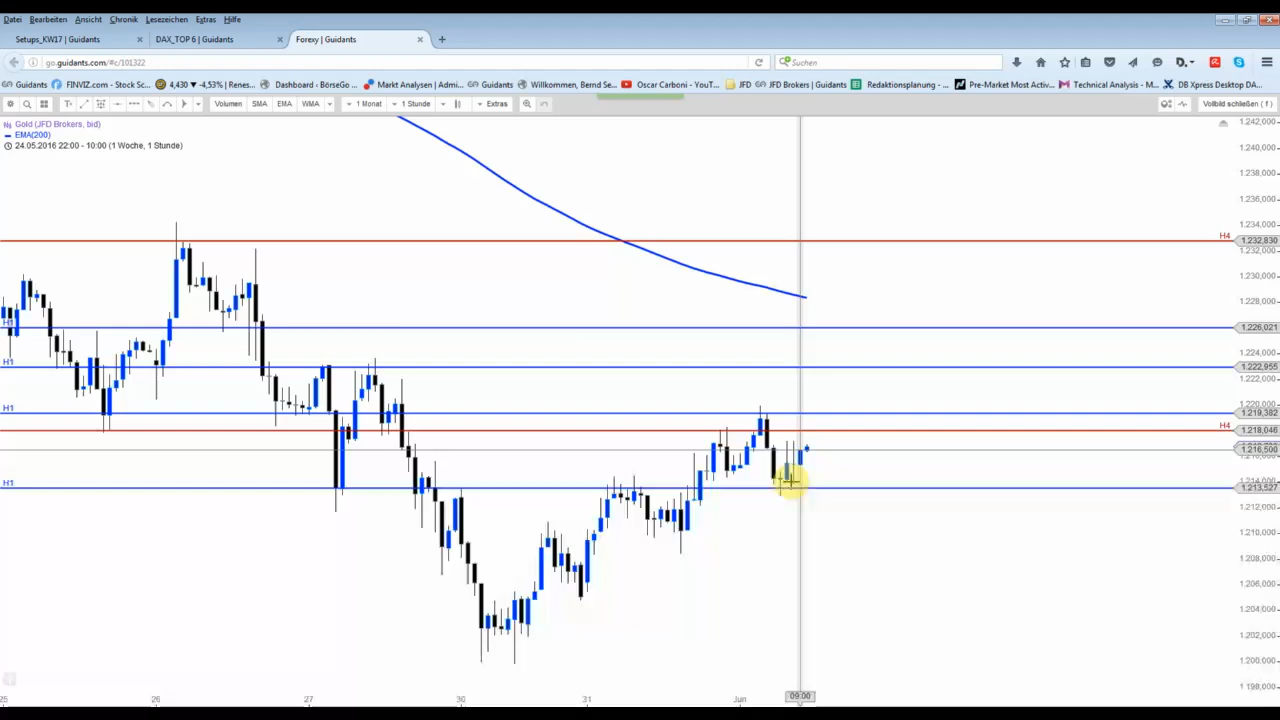 Datei Bearbeiten Ansicht Chronik Lesezeichen Extras Hilfe
Setups_KW17 | Guidants DAX_TOP 6 | Guidants Forexy | Guidants
go.guidants.com/#c/101322 Suchen
Guidants FINVIZ.com - Stock Sc... 4,430 ▾ -4,53% | Renes... Dashboard ‹ BörseGo ... Markt Analysen | Admi... Guidants Willkommen, Bernd Se... Oscar Carboni - YouT... JFD JFD Brokers | Guidants Redaktionsplanung - ... Pre-Market Most Activ... Technical Analysis - M... DB Xpress Desktop DA...
Volumen SMA EMA WMA 1 Monat 1 Stunde Extras Vollbild schließen ( f )
Gold (JFD Brokers, bid)
EMA(200)
24.05.2016 22:00 - 10:00 (1 Woche, 1 Stunde)
1.242,000
1.240,000
1.238,000
1.236,000
1.234,000
H4 1.232,830
1.232,000
1.230,000
1.228,000
H1 1.226,021
1.224,000
H1 1.222,955
1.222,000
1.220,000
H1 1.219,382
H4 1.218,046
1.216,500
1.214,000
H1 1.213,527
1.212,000
1.210,000
1.208,000
1.206,000
1.204,000
1.202,000
1.200,000
1.198,000
25 26 27 30 31 Jun 09:00